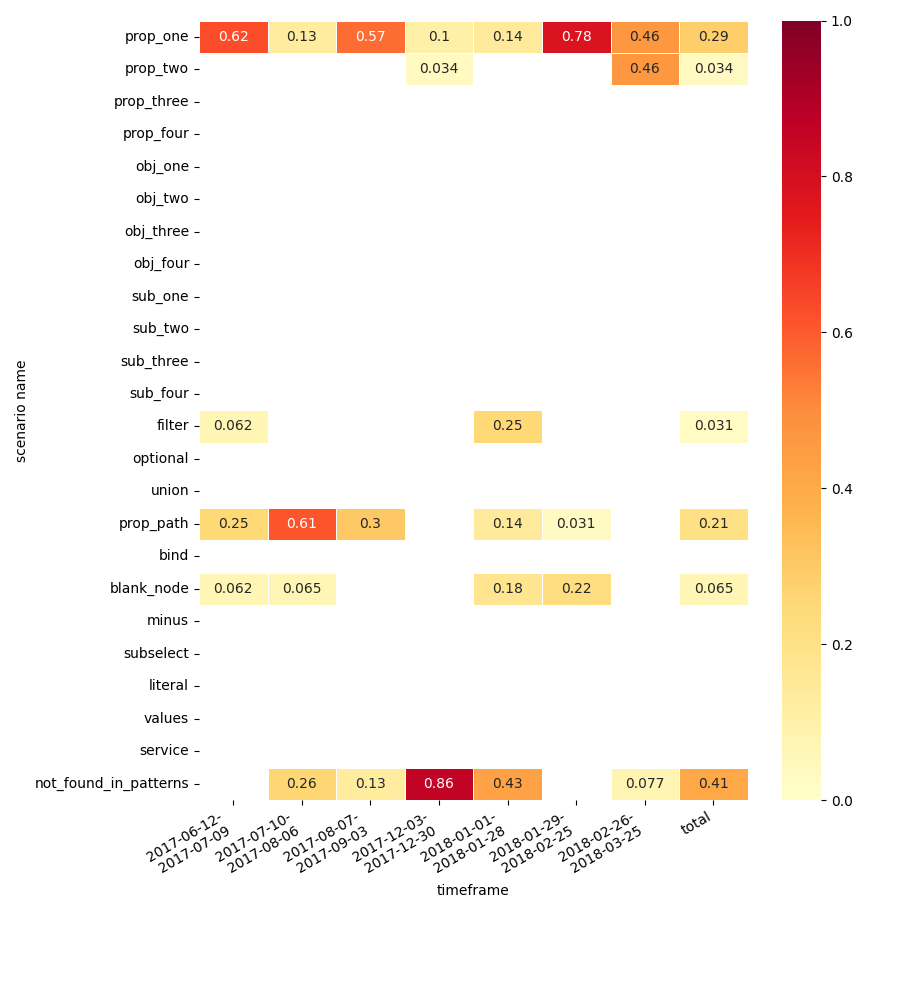 prop_one 0.62 0.13 0.57 0.1 0.14 0.78 0.46 0.29
prop_two 0.034 0.46 0.034
prop_three
prop_four
obj_one
obj_two
obj_three
obj_four
sub_one
sub_two
sub_three
sub_four
filter 0.062 0.25 0.031
optional
union
prop_path 0.25 0.61 0.3 0.14 0.031 0.21
bind
blank_node 0.062 0.065 0.18 0.22 0.065
minus
subselect
literal
values
service
not_found_in_patterns 0.26 0.13 0.86 0.43 0.077 0.41
scenario name
2017-06-12-
2017-07-09
2017-07-10-
2017-08-06
2017-08-07-
2017-09-03
2017-12-03-
2017-12-30
2018-01-01-
2018-01-28
2018-01-29-
2018-02-25
2018-02-26-
2018-03-25
total
timeframe
1.0
0.8
0.6
0.4
0.2
0.0